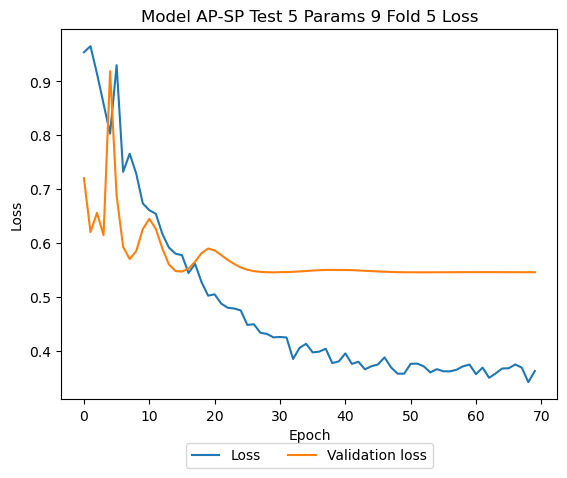 Model AP-SP Test 5 Params 9 Fold 5 Loss
0.9
0.8
0.7
0.6
0.5
0.4
Loss
0 10 20 30 40 50 60 70
Epoch
Loss Validation loss